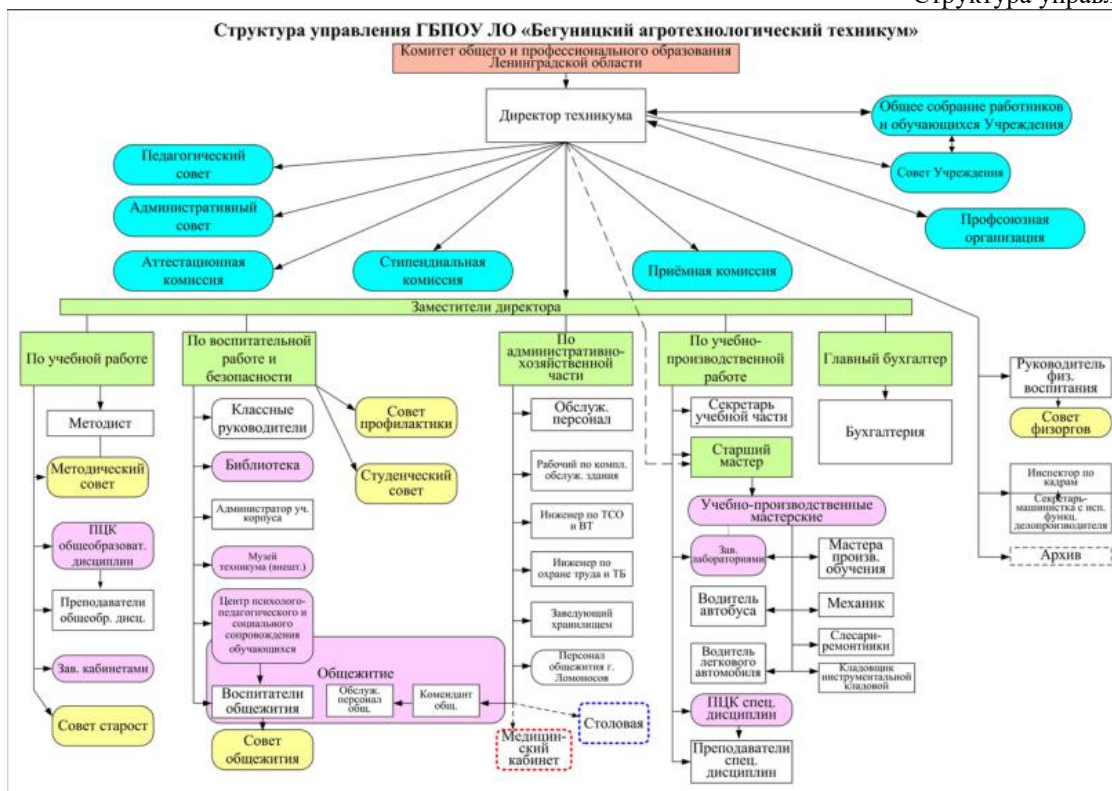 Структура управл
Структура управления ГБПОУ ЛО «Бегуницкий агротехнологический техникум»
Комитет общего и профессионального образования
Ленинградской области
Директор техникума
Общее собрание работников
и обучающихся Учреждения
Совет Учреждения
Профсоюзная
организация
Педагогический
совет
Административный
совет
Аттестационная
комиссия
Стипендиальная
комиссия
Приёмная комиссия
Заместители директора
По учебной работе
По воспитательной
работе и
безопасности
По
административно-
хозяйственной
части
По учебно-
производственной
работе
Главный бухгалтер
Руководитель
физ.
воспитания
Методист
Методический
совет
ПЦК
общеобразоват.
дисциплин
Преподаватели
общеобр. дисц.
Зав. кабинетами
Совет старост
Классные
руководители
Библиотека
Администратор уч.
корпуса
Музей
техникума (внешт.)
Центр психолого-
педагогического и
социального
сопровождения
обучающихся
Общежитие
Воспитатели
общежития
Обслуж.
персонал
общ.
Комендант
общ.
Совет
общежития
Совет
профилактики
Студенческий
совет
Обслуж.
персонал
Рабочий по компл.
обслуж. здания
Инженер по ТСО
и ВТ
Инженер по
охране труда и ТБ
Заведующий
хранилищем
Персонал
общежития г.
Ломоносов
Медицин-
ский
кабинет
Столовая
Секретарь
учебной части
Старший
мастер
Учебно-производственные
мастерские
Зав.
лабораториями
Мастера
произв.
обучения
Водитель
автобуса
Механик
Слесари-
ремонтники
Водитель
легкового
автомобиля
Кладовщик
инструментальной
кладовой
ПЦК спец.
дисциплин
Преподаватели
спец.
дисциплин
Бухгалтерия
Совет
физоргов
Инспектор по
кадрам
Секретарь-
машинистка с исп.
функц.
делопроизводителя
Архив